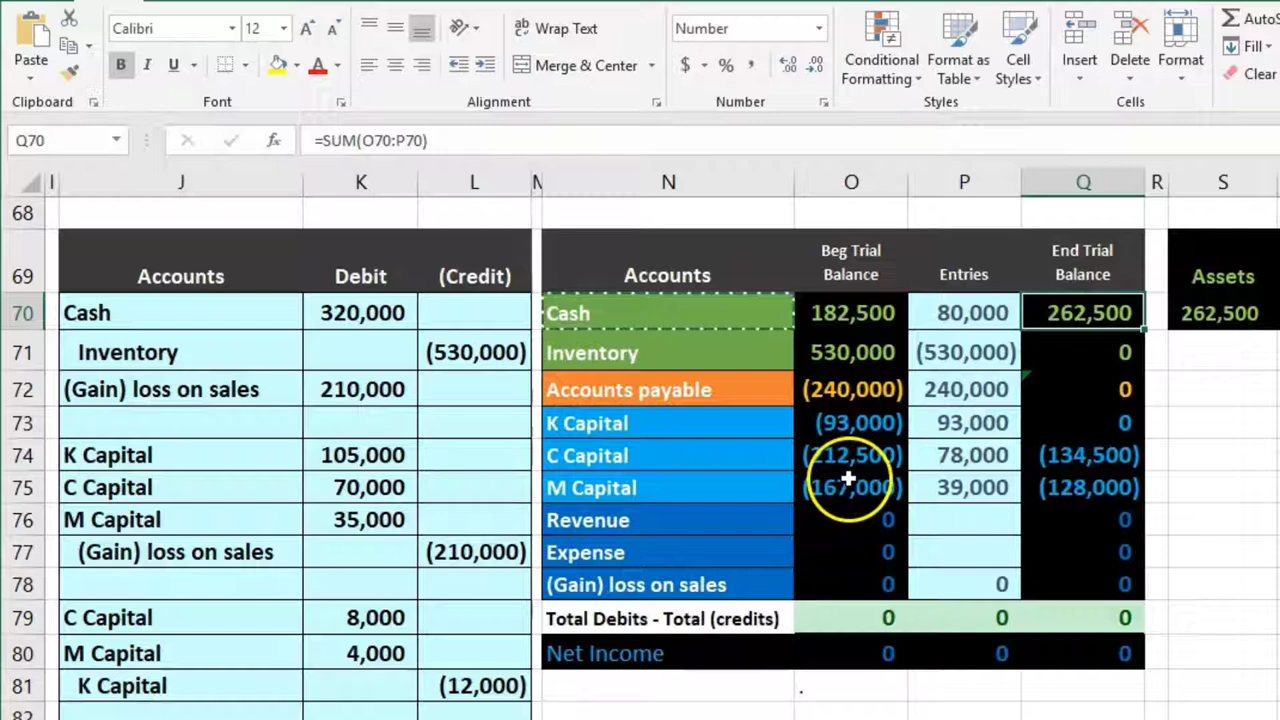 Calibri 12 Wrap Text Number AutoS
Paste B I U Merge & Center $ % Conditional Formatting Format as Table Cell Styles Insert Delete Format Fill Clear
Clipboard Font Alignment Number Styles Cells
Q70 fx =SUM(O70:P70)
I J K L M N O P Q R S
68
69 Accounts Debit (Credit) Accounts Beg Trial Balance Entries End Trial Balance Assets
70 Cash 320,000 Cash 182,500 80,000 262,500 262,500
71 Inventory (530,000) Inventory 530,000 (530,000) 0
72 (Gain) loss on sales 210,000 Accounts payable (240,000) 240,000 0
73 K Capital (93,000) 93,000 0
74 K Capital 105,000 C Capital (212,500) 78,000 (134,500)
75 C Capital 70,000 M Capital (167,000) 39,000 (128,000)
76 M Capital 35,000 Revenue 0 0
77 (Gain) loss on sales (210,000) Expense 0 0
78 (Gain) loss on sales 0 0 0
79 C Capital 8,000 Total Debits - Total (credits) 0 0 0
80 M Capital 4,000 Net Income 0 0 0
81 K Capital (12,000) .
82